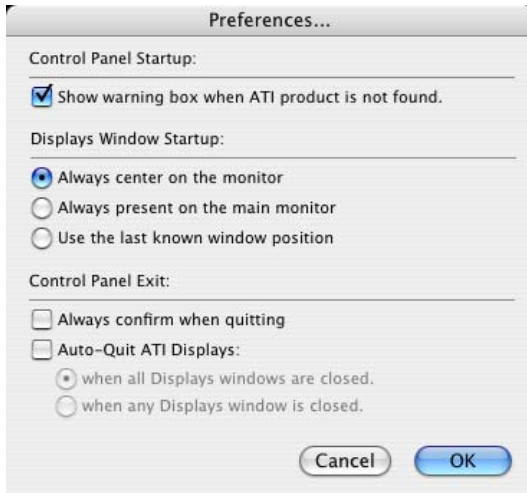 Preferences...
Control Panel Startup:
Show warning box when ATI product is not found.
Displays Window Startup:
Always center on the monitor
Always present on the main monitor
Use the last known window position
Control Panel Exit:
Always confirm when quitting
Auto-Quit ATI Displays:
when all Displays windows are closed.
when any Displays window is closed.
Cancel OK